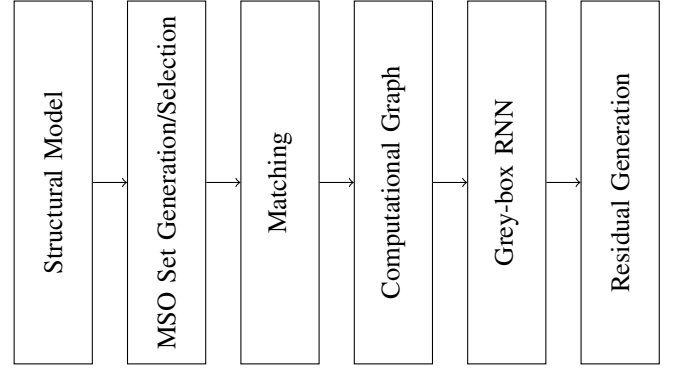 Structural Model
MSO Set Generation/Selection
Matching
Computational Graph
Grey-box RNN
Residual Generation